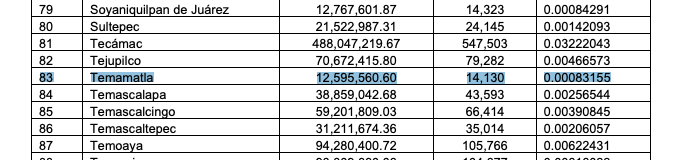 79 Soyaniquilpan de Juárez 12,767,601.87 14,323 0.00084291
80 Sultepec 21,522,987.31 24,145 0.00142093
81 Tecámac 488,047,219.67 547,503 0.03222043
82 Tejupilco 70,672,415.80 79,282 0.00466573
83 Temamatla 12,595,560.60 14,130 0.00083155
84 Temascalapa 38,859,042.68 43,593 0.00256544
85 Temascalcingo 59,201,809.03 66,414 0.00390845
86 Temascaltepec 31,211,674.36 35,014 0.00206057
87 Temoaya 94,280,400.72 105,766 0.00622431